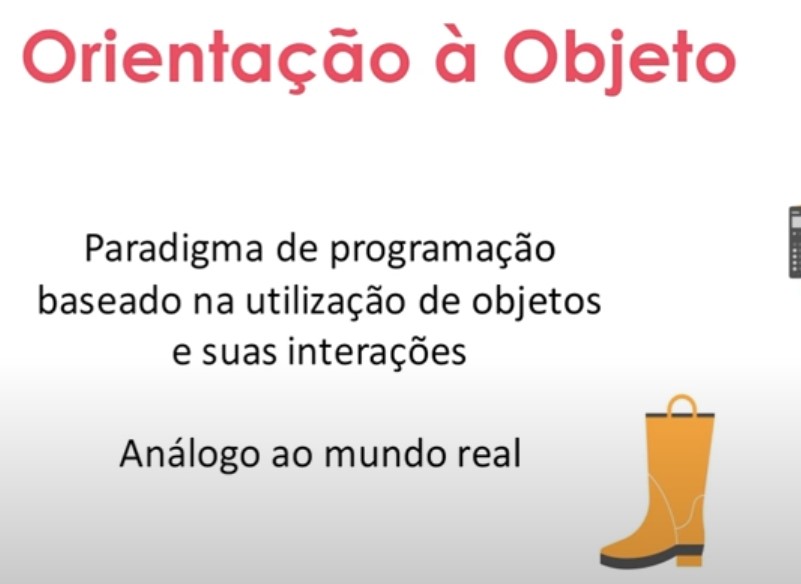 Orientação à Objeto
Paradigma de programação
baseado na utilização de objetos
e suas interações
Análogo ao mundo real